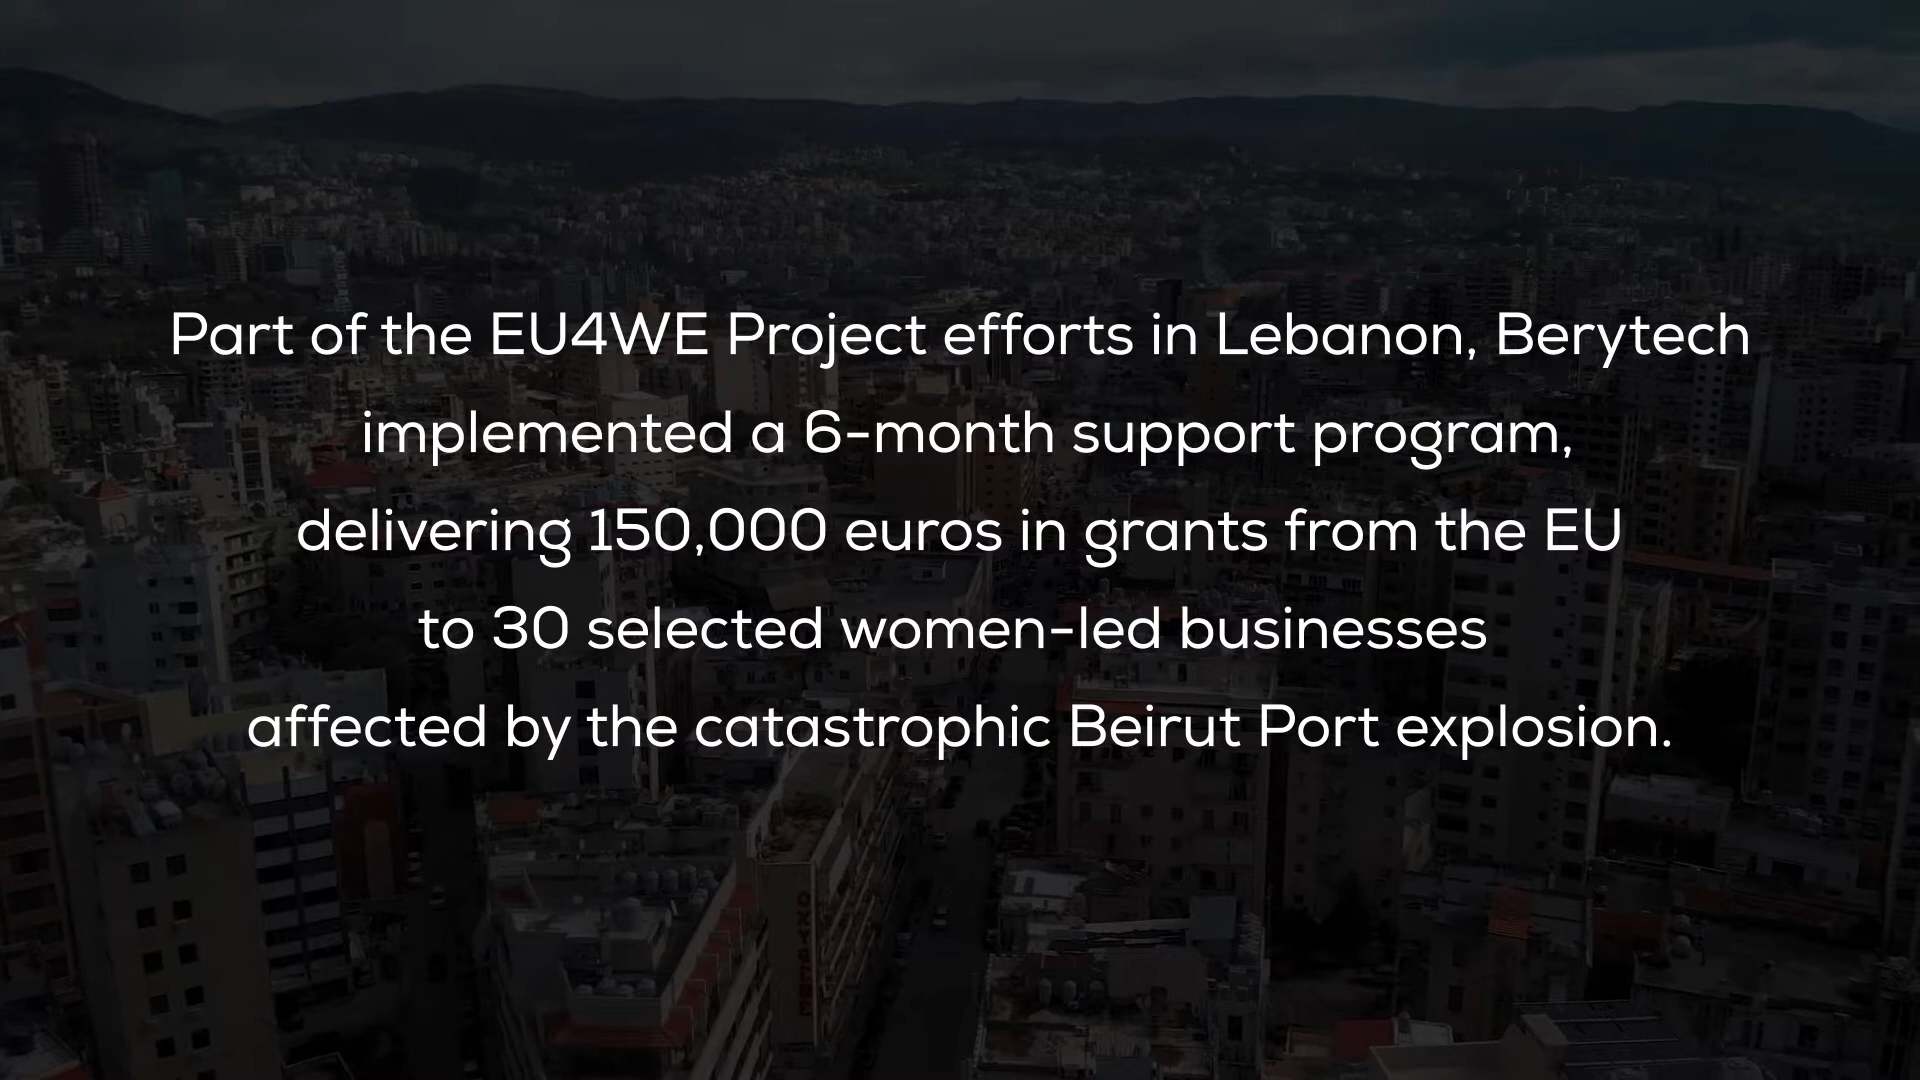 Part of the EU4WE Project efforts in Lebanon, Berytech
implemented a 6-month support program,
delivering 150,000 euros in grants from the EU
to 30 selected women-led businesses
affected by the catastrophic Beirut Port explosion.